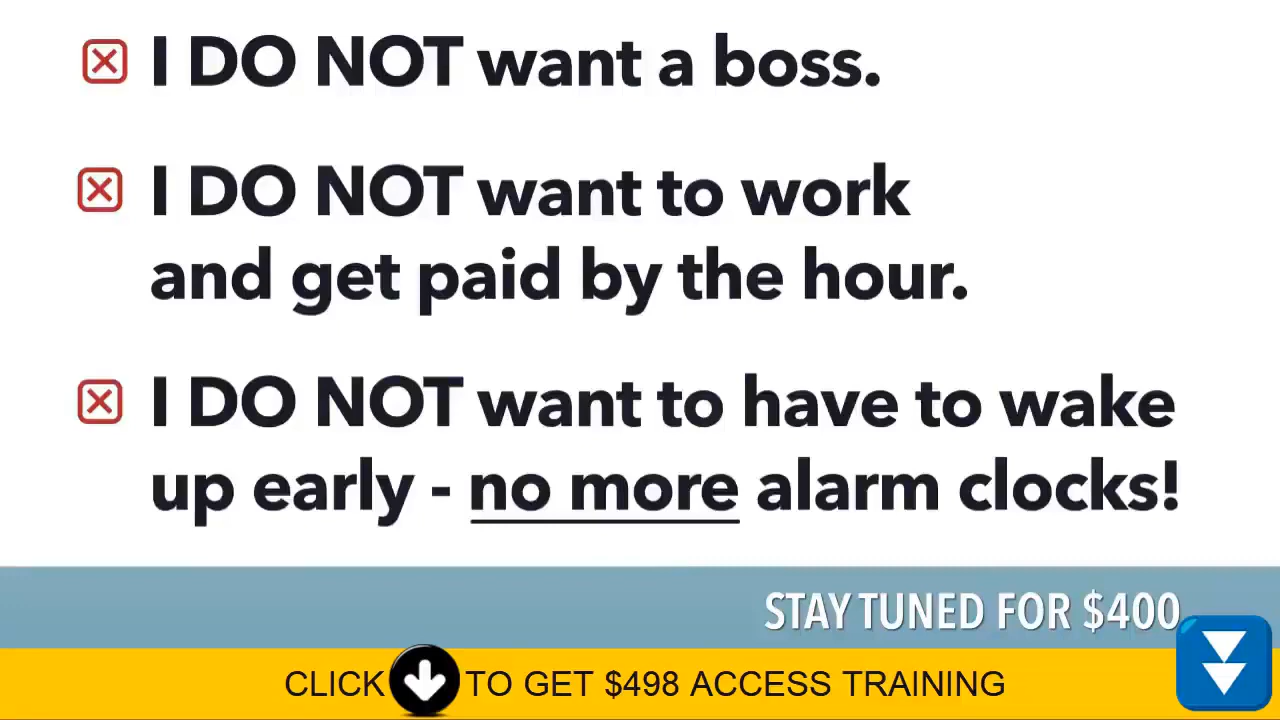 I DO NOT want a boss.
I DO NOT want to work
and get paid by the hour.
I DO NOT want to have to wake
up early - no more alarm clocks!
STAY TUNED FOR $400
CLICK TO GET $498 ACCESS TRAINING